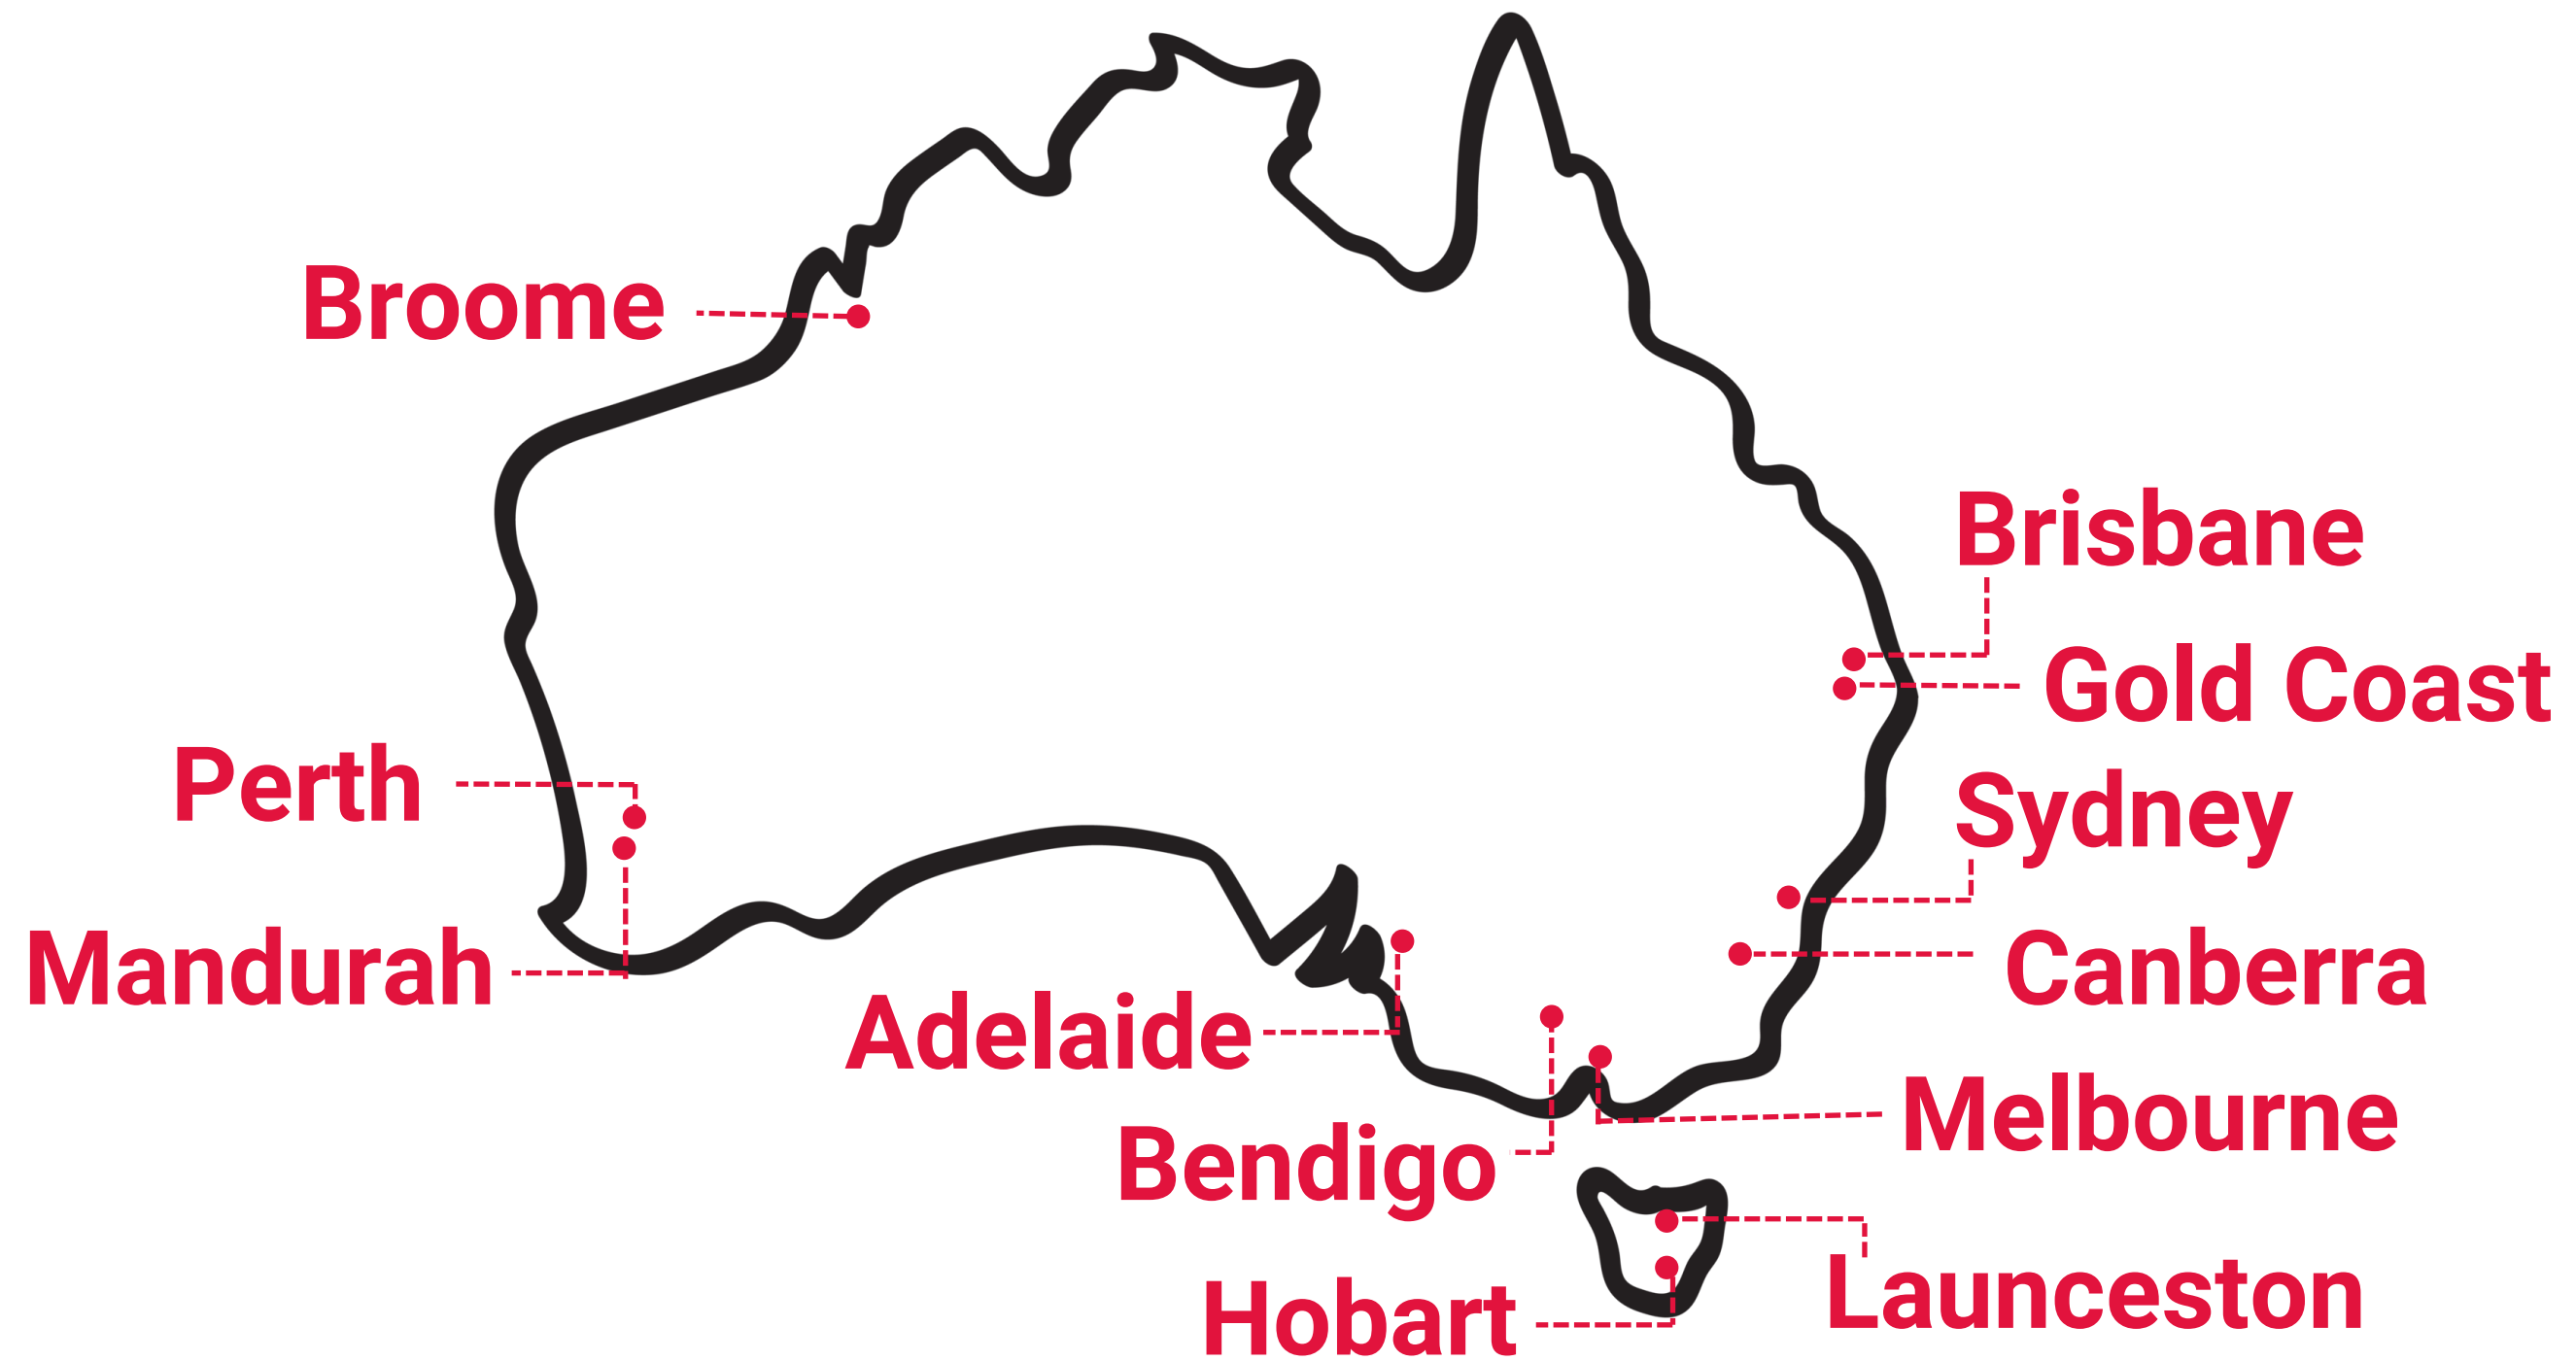 Broome
Brisbane
Gold Coast
Perth
Sydney
Mandurah
Canberra
Adelaide
Melbourne
Bendigo
Launceston
Hobart